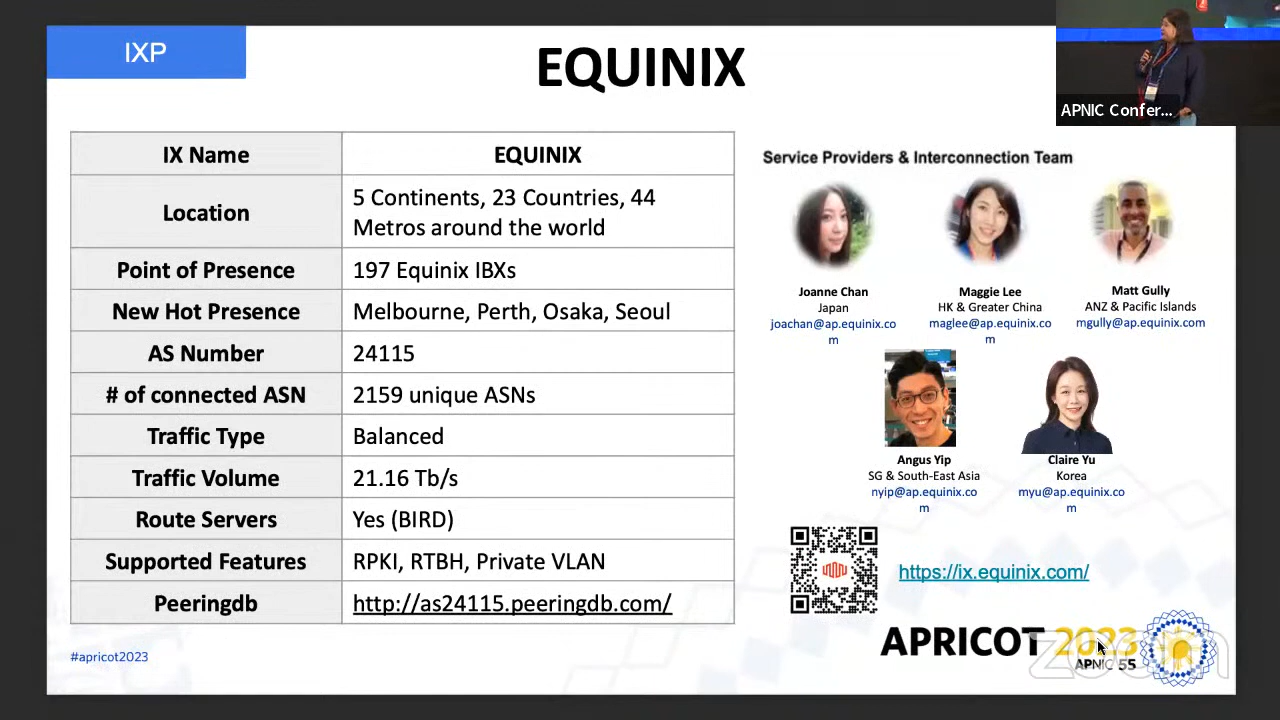 IXP
EQUINIX
APNIC Confer...
IX Name
EQUINIX
Location
5 Continents, 23 Countries, 44
Metros around the world
Point of Presence
197 Equinix IBXs
New Hot Presence
Melbourne, Perth, Osaka, Seoul
AS Number
24115
# of connected ASN
2159 unique ASNs
Traffic Type
Balanced
Traffic Volume
21.16 Tb/s
Route Servers
Yes (BIRD)
Supported Features
RPKI, RTBH, Private VLAN
Peeringdb
http://as24115.peeringdb.com/
Service Providers & Interconnection Team
Joanne Chan
Japan
joachan@ap.equinix.co
m
Maggie Lee
HK & Greater China
maglee@ap.equinix.co
m
Matt Gully
ANZ & Pacific Islands
mgully@ap.equinix.com
Angus Yip
SG & South-East Asia
nyip@ap.equinix.co
m
Claire Yu
Korea
myu@ap.equinix.co
m
https://ix.equinix.com/
#apricot2023
APRICOT 2023
APNIC 55
zoom